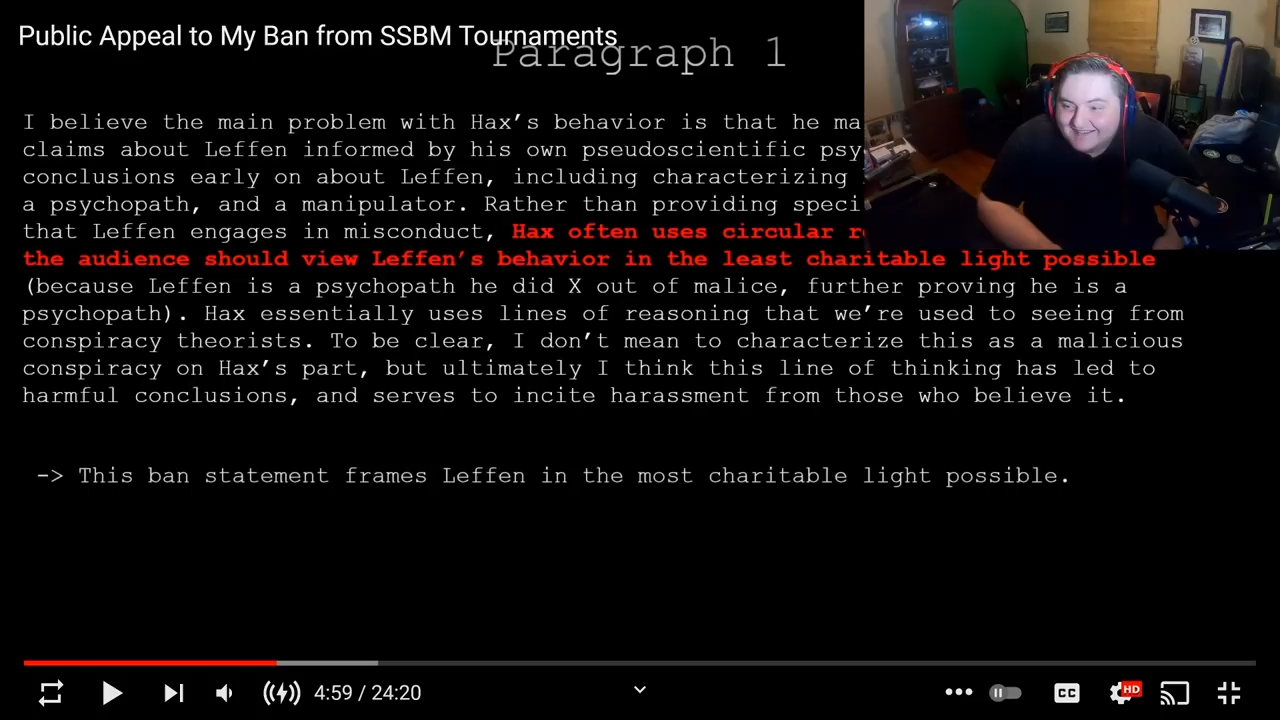 Public Appeal to My Ban from SSBM Tournaments
Paragraph 1
I believe the main problem with Hax’s behavior is that he ma
claims about Leffen informed by his own pseudoscientific psy
conclusions early on about Leffen, including characterizing
a psychopath, and a manipulator. Rather than providing speci
that Leffen engages in misconduct, Hax often uses circular r
the audience should view Leffen’s behavior in the least charitable light possible
(because Leffen is a psychopath he did X out of malice, further proving he is a
psychopath). Hax essentially uses lines of reasoning that we’re used to seeing from
conspiracy theorists. To be clear, I don’t mean to characterize this as a malicious
conspiracy on Hax’s part, but ultimately I think this line of thinking has led to
harmful conclusions, and serves to incite harassment from those who believe it.
-> This ban statement frames Leffen in the most charitable light possible.
4:59 / 24:20
CC
HD